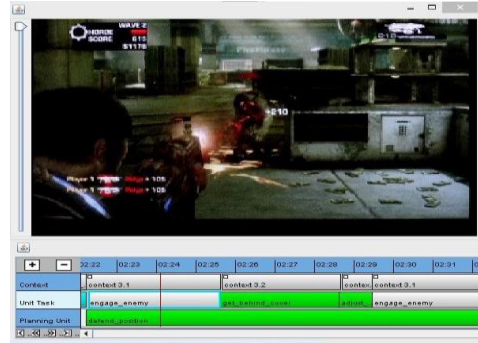 WAVE 2
HORDE
SCORE 615
51178
+210
Player 1
+ 105
Player 1
+ 105
+ -
02:22 02:23 02:24 02:25 02:26 02:27 02:28 02:29 02:30 02:31
Context context 3.1 context 3.2 contex. context 3.1
Unit Task engage_enemy get_behind_cover adjust_ engage_enemy
Planning Unit defend_position